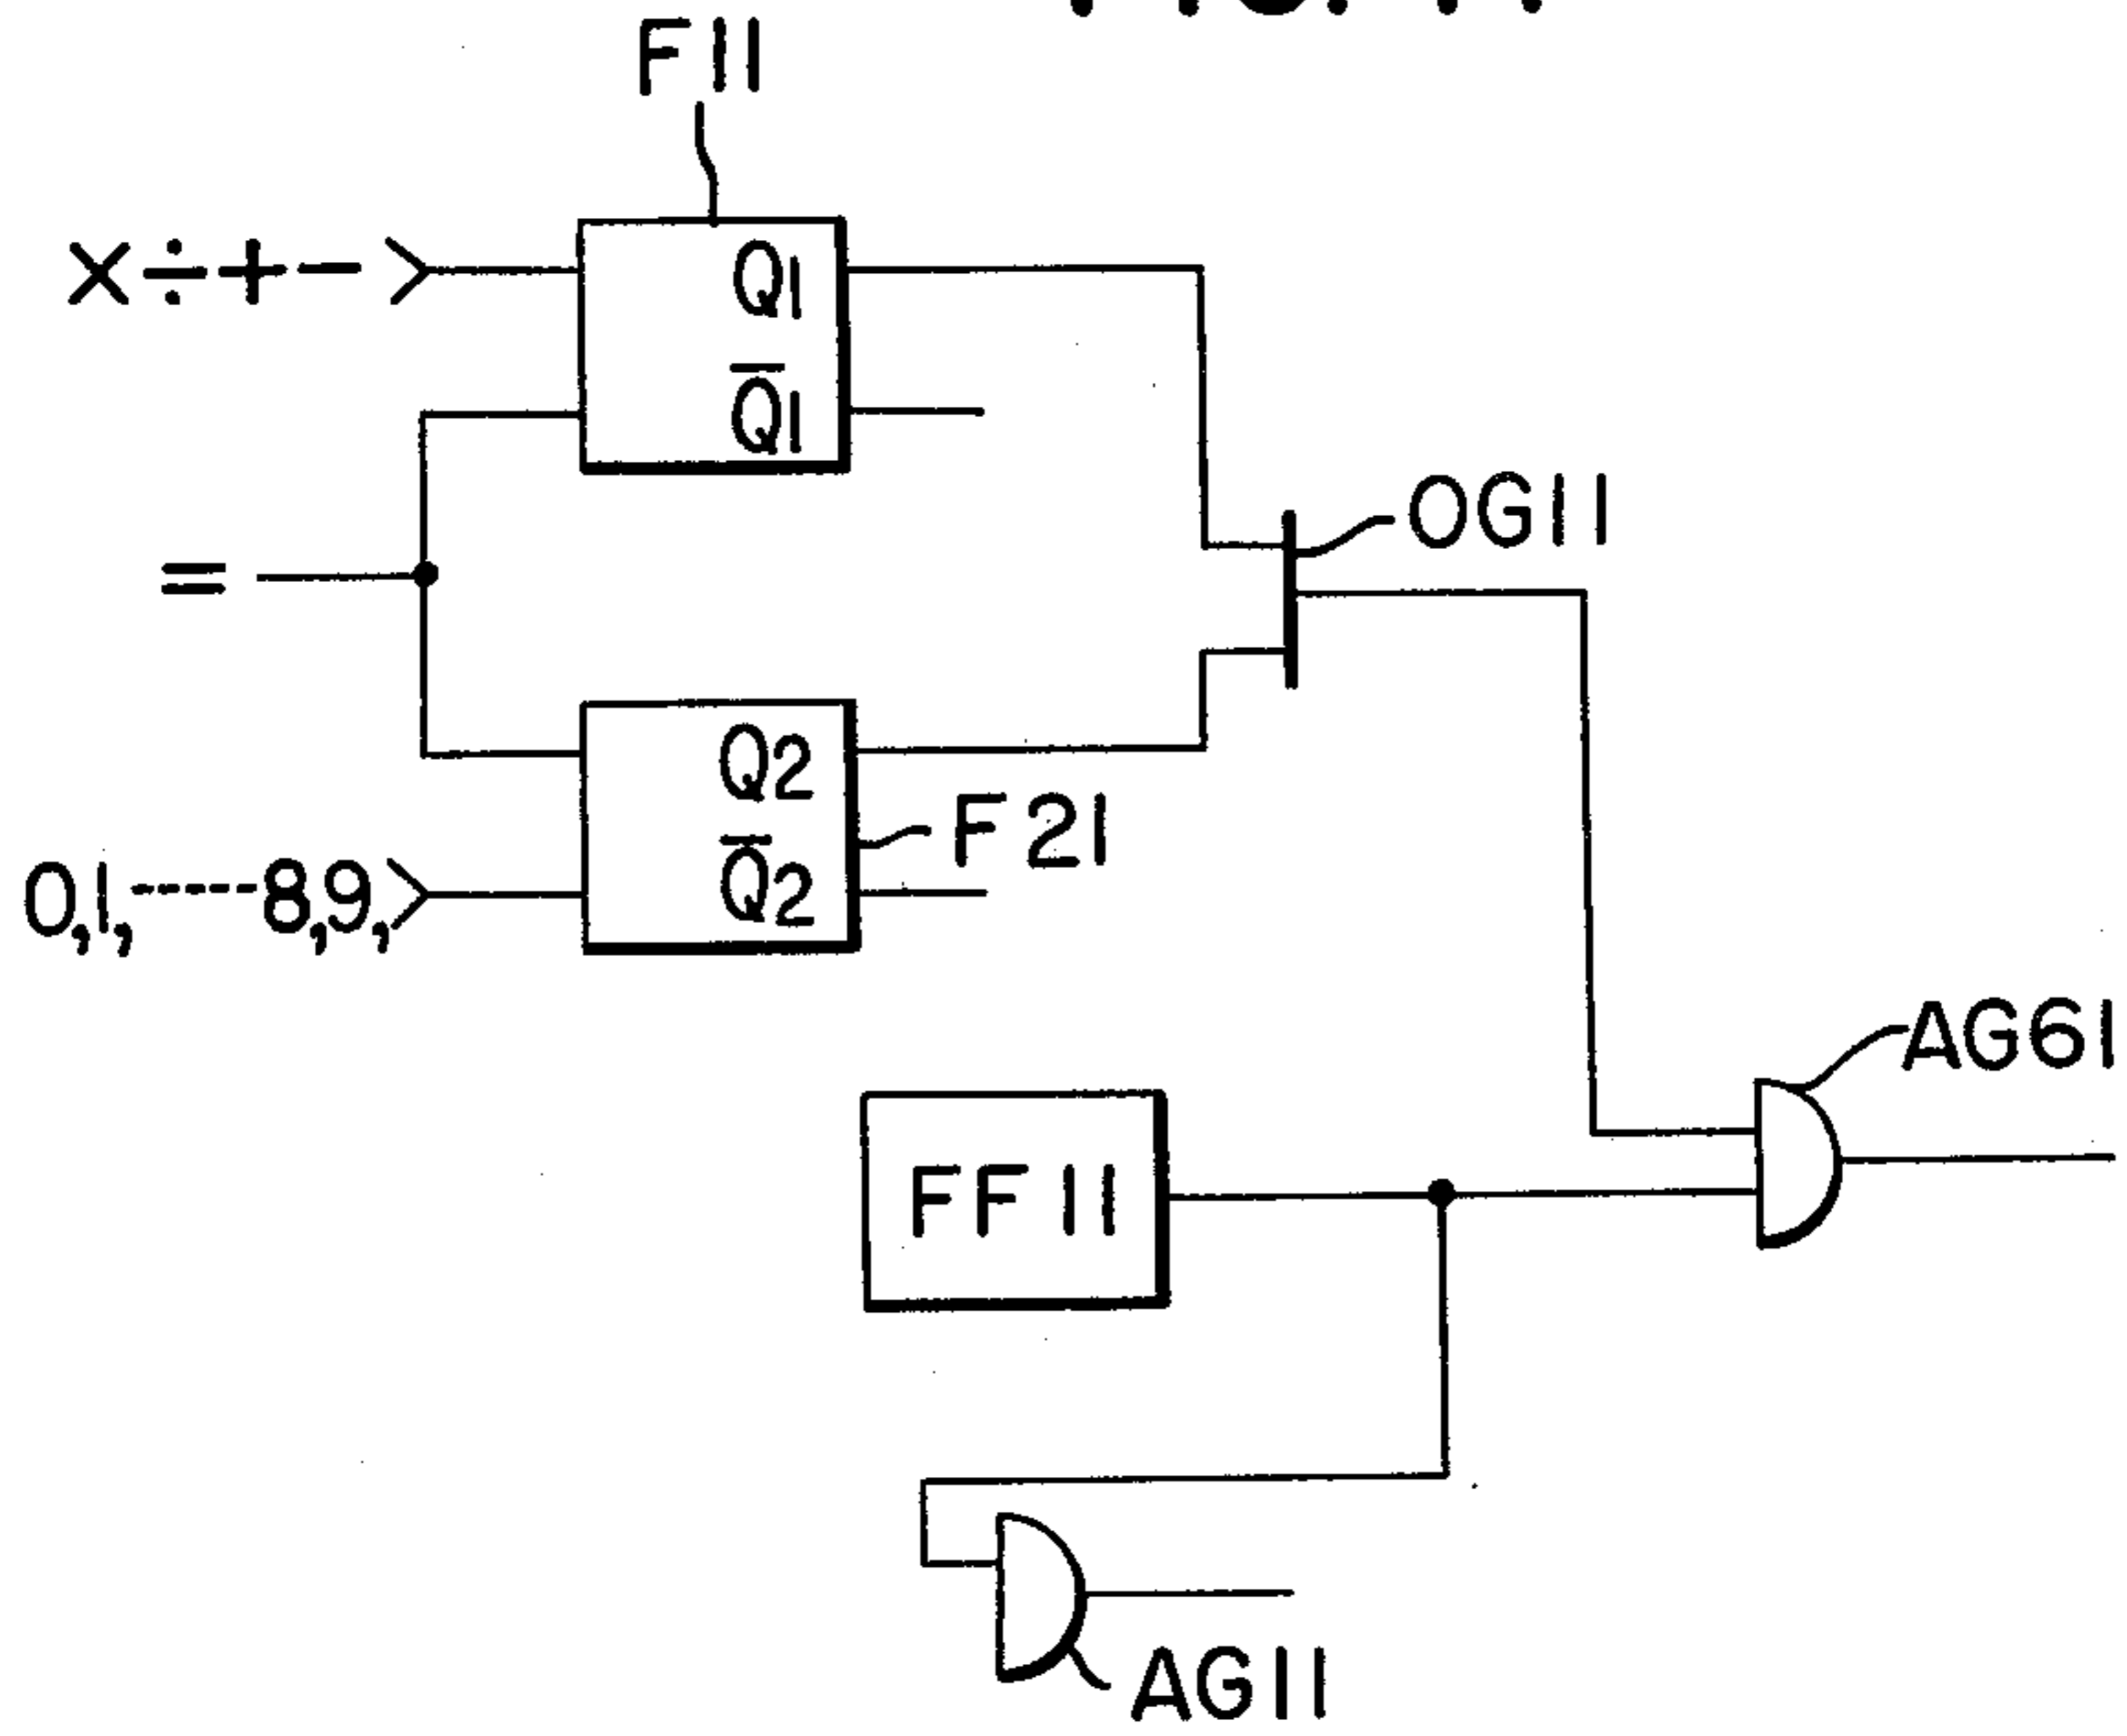 F11
×÷+−
Q1
Q̅1
=
OG11
Q2
Q̅2
F21
0,1,-----8,9,
AG61
FF11
AG11